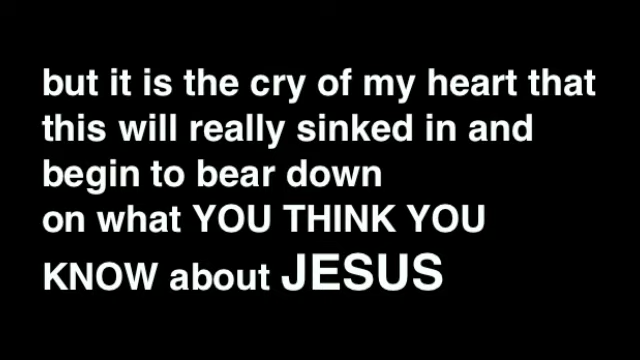 but it is the cry of my heart that
this will really sinked in and
begin to bear down
on what YOU THINK YOU
KNOW about JESUS